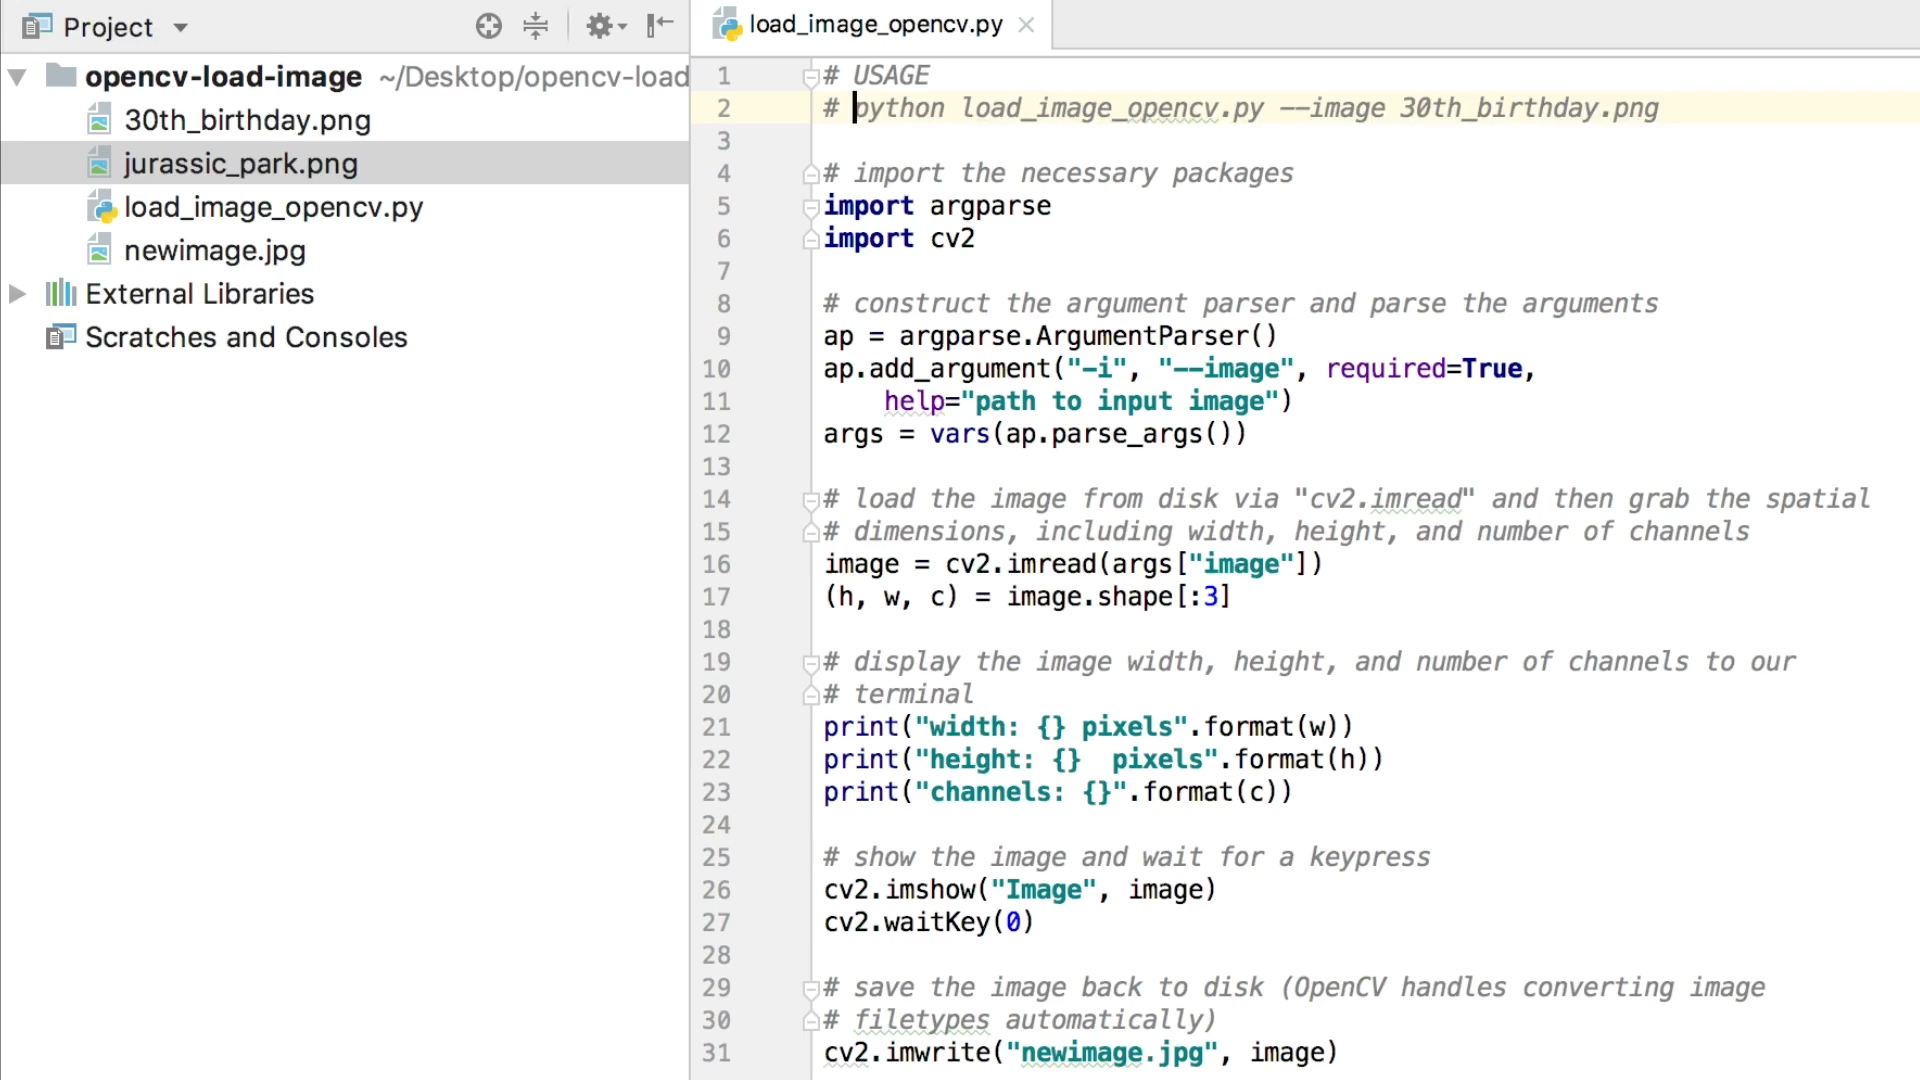 Project
load_image_opencv.py
opencv-load-image ~/Desktop/opencv-load
30th_birthday.png
jurassic_park.png
load_image_opencv.py
newimage.jpg
External Libraries
Scratches and Consoles
1 # USAGE
2 # python load_image_opencv.py --image 30th_birthday.png
3
4 # import the necessary packages
5 import argparse
6 import cv2
7
8 # construct the argument parser and parse the arguments
9 ap = argparse.ArgumentParser()
10 ap.add_argument("-i", "--image", required=True,
11     help="path to input image")
12 args = vars(ap.parse_args())
13
14 # load the image from disk via "cv2.imread" and then grab the spatial
15 # dimensions, including width, height, and number of channels
16 image = cv2.imread(args["image"])
17 (h, w, c) = image.shape[:3]
18
19 # display the image width, height, and number of channels to our
20 # terminal
21 print("width: {} pixels".format(w))
22 print("height: {}  pixels".format(h))
23 print("channels: {}".format(c))
24
25 # show the image and wait for a keypress
26 cv2.imshow("Image", image)
27 cv2.waitKey(0)
28
29 # save the image back to disk (OpenCV handles converting image
30 # filetypes automatically)
31 cv2.imwrite("newimage.jpg", image)